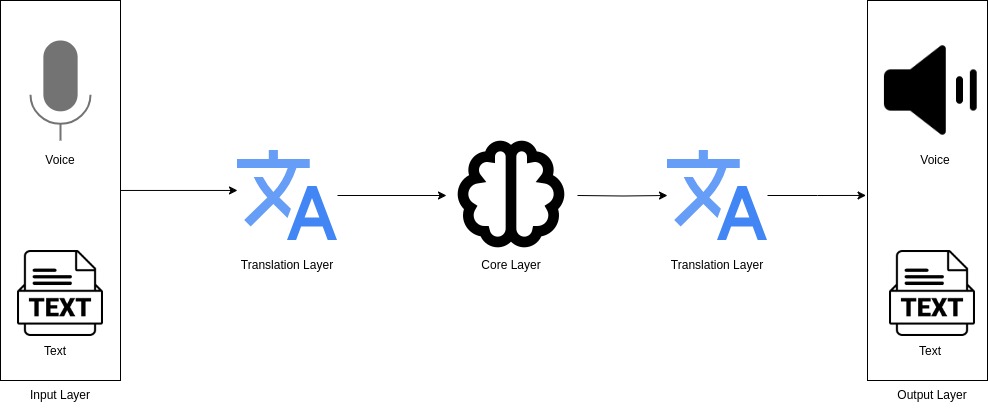 Voice
TEXT
Text
Input Layer
文A
Translation Layer
Core Layer
文A
Translation Layer
Voice
TEXT
Text
Output Layer